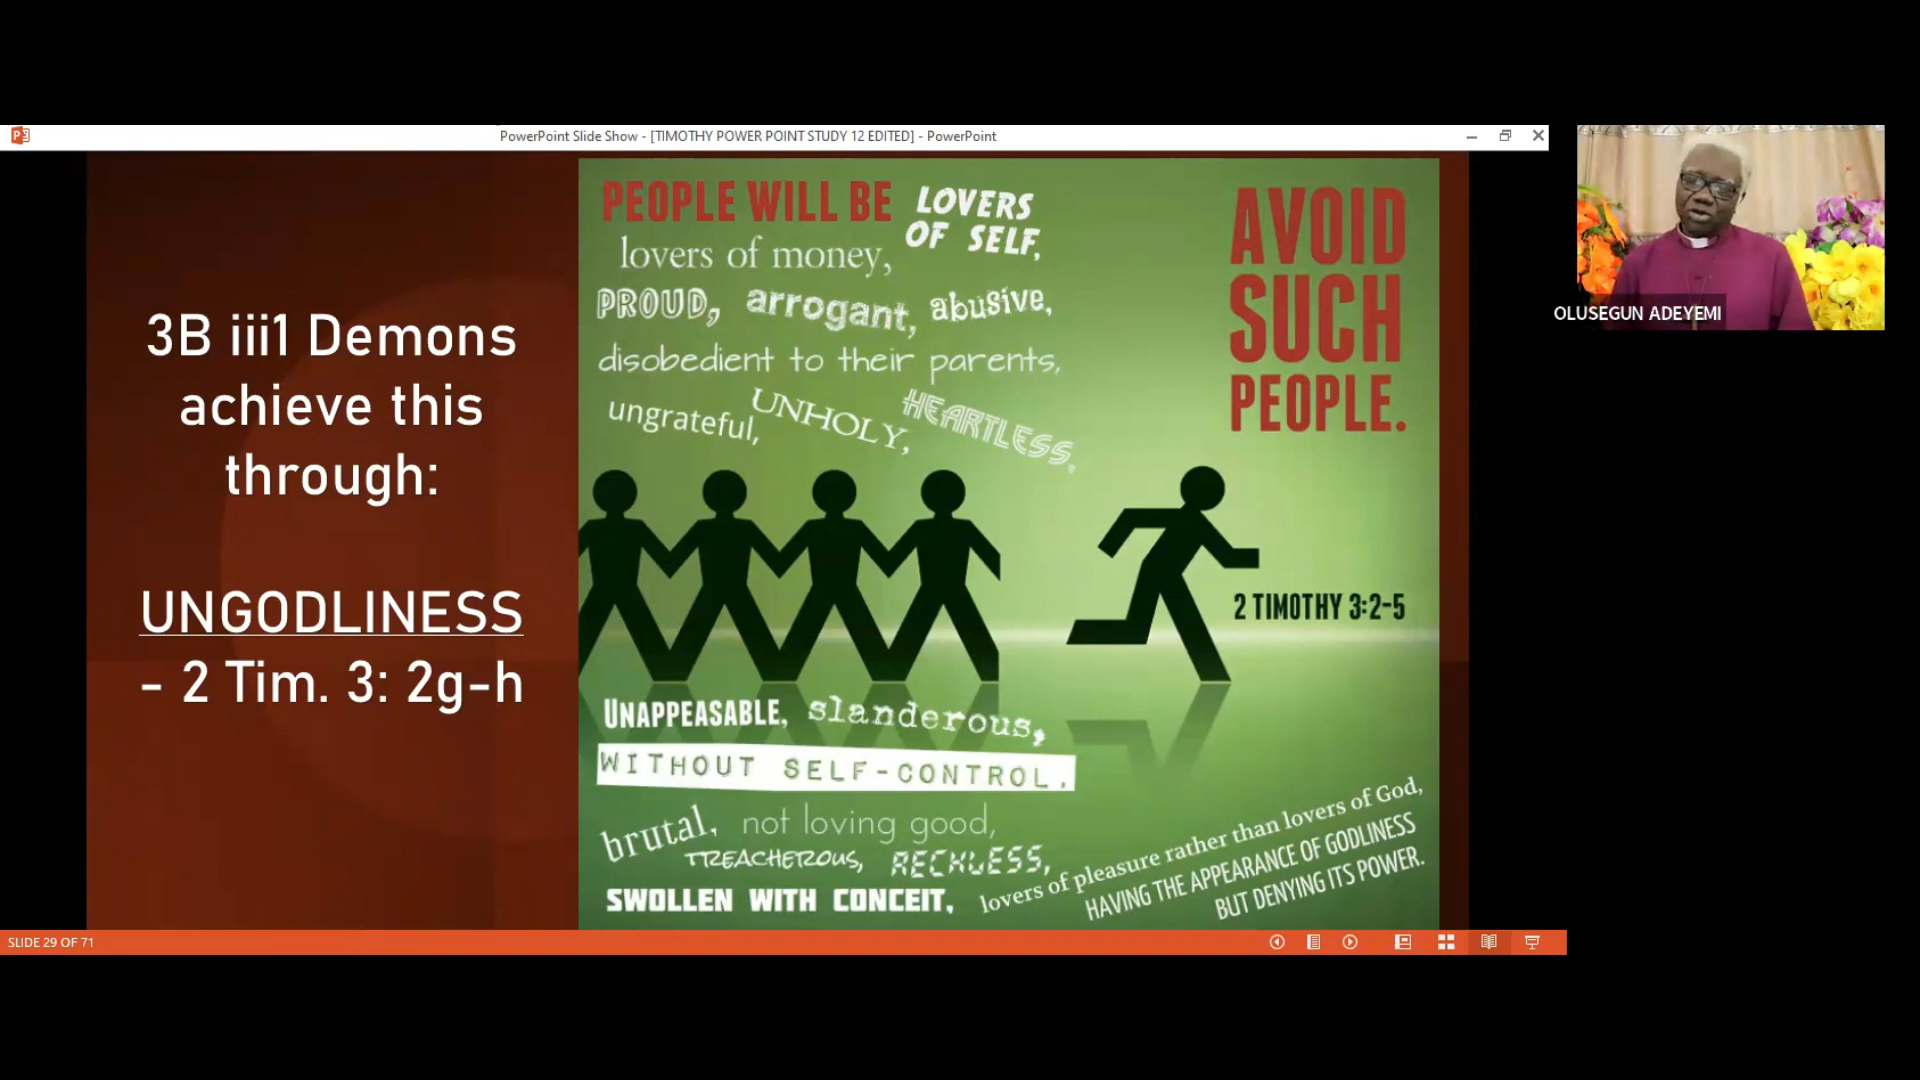 PowerPoint Slide Show - [TIMOTHY POWER POINT STUDY 12 EDITED] - PowerPoint
3B iii1 Demons
achieve this
through:
UNGODLINESS
- 2 Tim. 3: 2g-h
PEOPLE WILL BE LOVERS
OF SELF,
lovers of money,
PROUD, arrogant, abusive,
disobedient to their parents,
ungrateful, UNHOLY, HEARTLESS.
AVOID
SUCH
PEOPLE.
2 TIMOTHY 3:2-5
UNAPPEASABLE, slanderous,
WITHOUT SELF-CONTROL,
brutal, not loving good,
TREACHEROUS, RECKLESS,
SWOLLEN WITH CONCEIT,
lovers of pleasure rather than lovers of God,
HAVING THE APPEARANCE OF GODLINESS
BUT DENYING ITS POWER.
OLUSEGUN ADEYEMI
SLIDE 29 OF 71